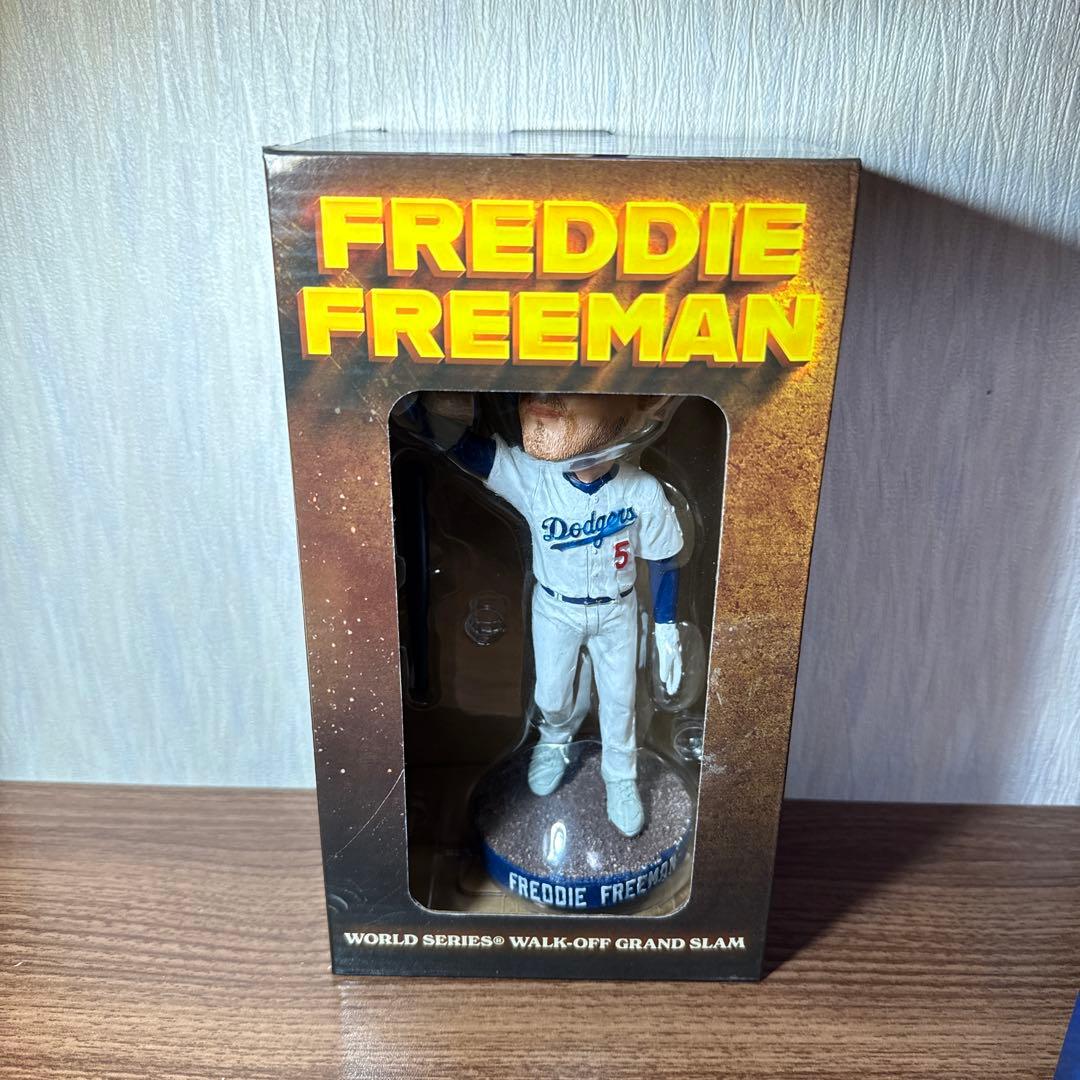 FREDDIE
FREEMAN
Dodgers
5
FREDDIE FREEMAN
WORLD SERIES® WALK-OFF GRAND SLAM